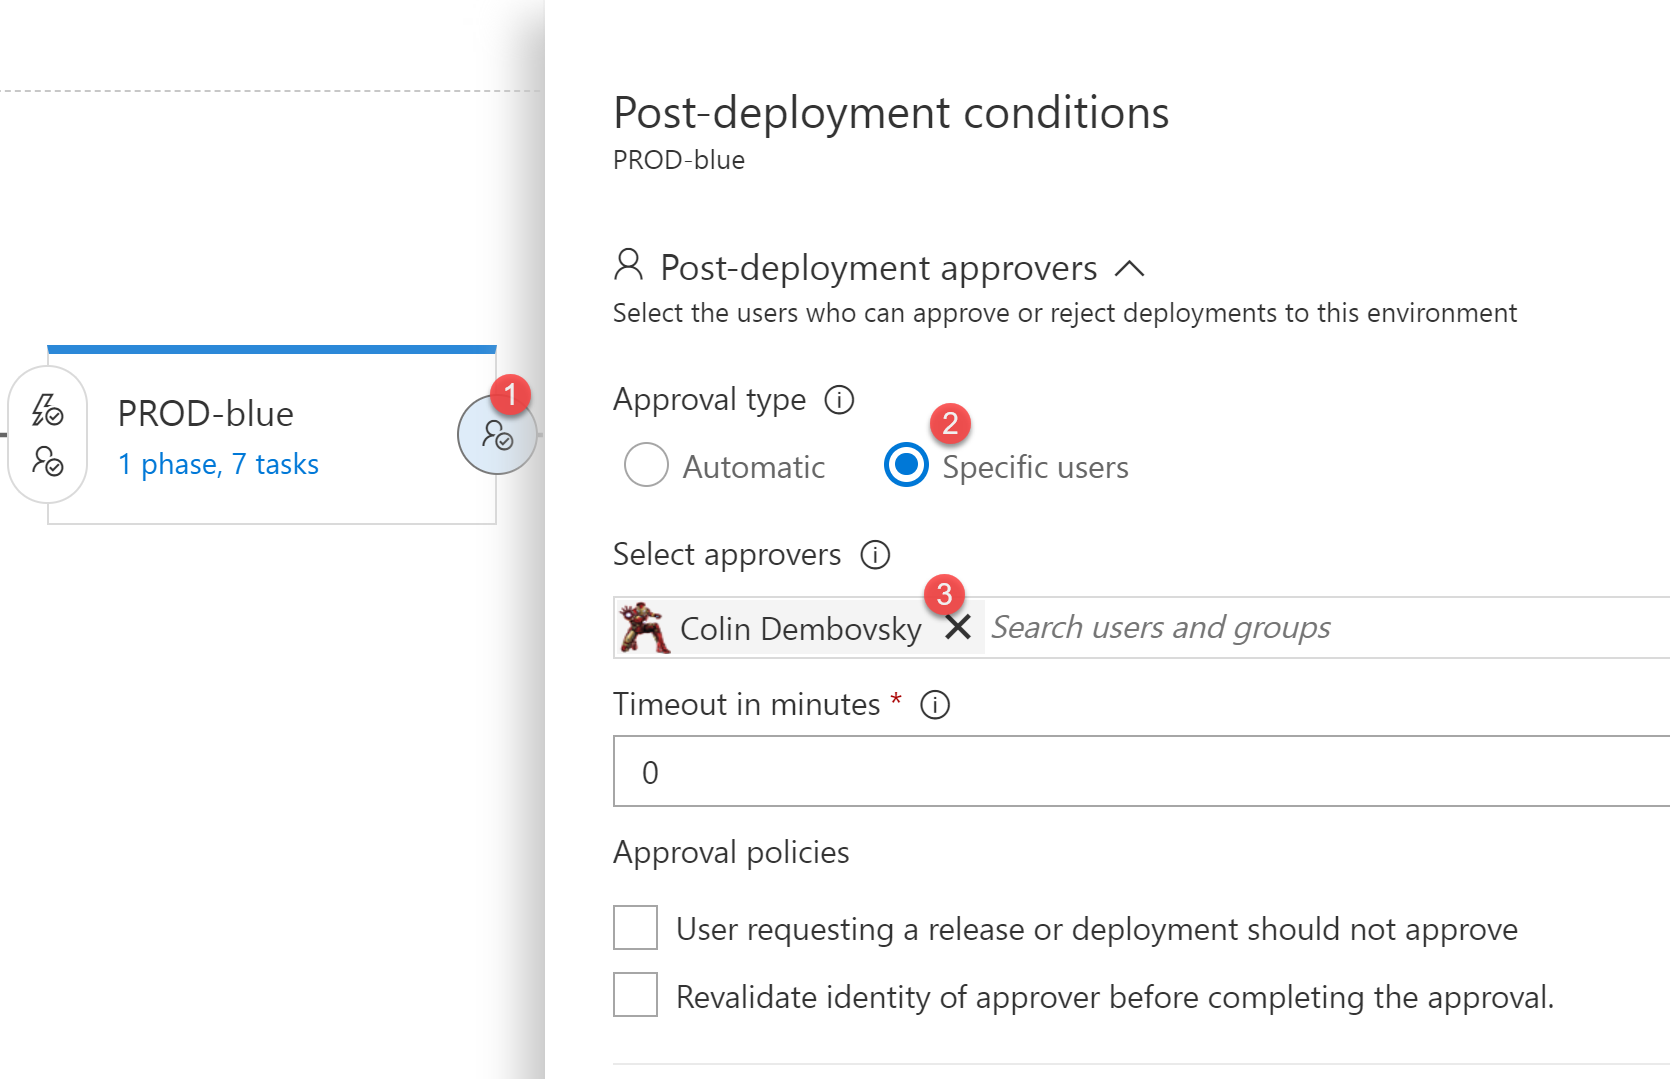 Post-deployment conditions
PROD-blue
Post-deployment approvers
Select the users who can approve or reject deployments to this environment
PROD-blue
1 phase, 7 tasks
1
Approval type
2
Automatic
Specific users
Select approvers
3
Colin Dembovsky
Search users and groups
Timeout in minutes *
0
Approval policies
User requesting a release or deployment should not approve
Revalidate identity of approver before completing the approval.